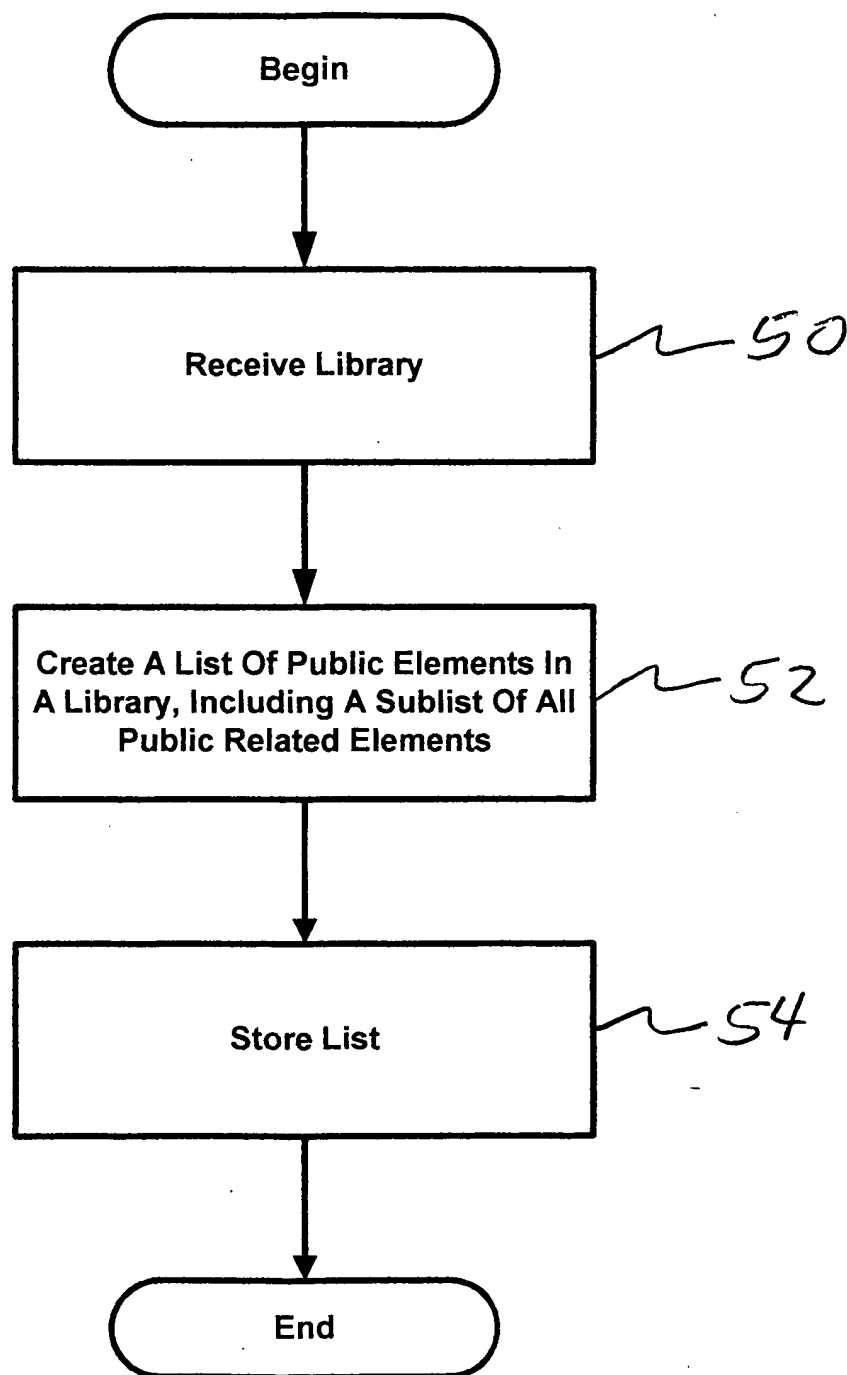 Begin
Receive Library
50
Create A List Of Public Elements In
A Library, Including A Sublist Of All
Public Related Elements
52
Store List
54
End